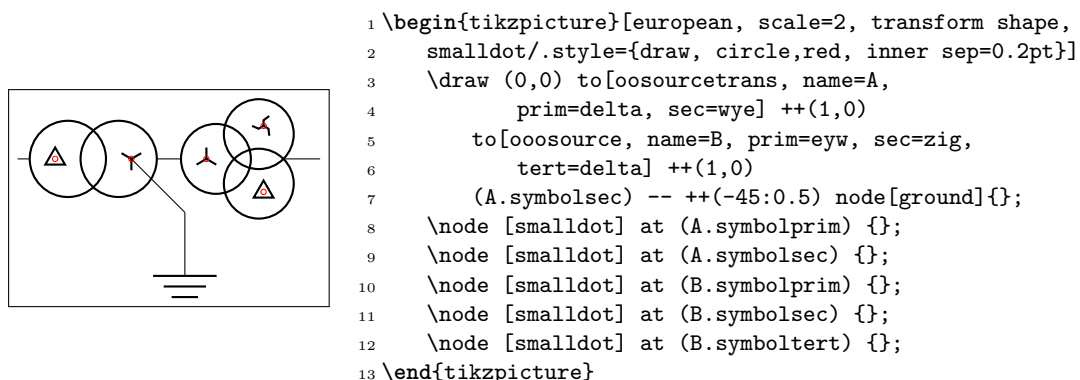 1 \begin{tikzpicture}[european, scale=2, transform shape,
2 smalldot/.style={draw, circle,red, inner sep=0.2pt}]
3 \draw (0,0) to[oosourcetrans, name=A,
4 prim=delta, sec=wye] ++(1,0)
5 to[ooosource, name=B, prim=eyw, sec=zig,
6 tert=delta] ++(1,0)
7 (A.symbolsec) -- ++(-45:0.5) node[ground]{};
8 \node [smalldot] at (A.symbolprim) {};
9 \node [smalldot] at (A.symbolsec) {};
10 \node [smalldot] at (B.symbolprim) {};
11 \node [smalldot] at (B.symbolsec) {};
12 \node [smalldot] at (B.symboltert) {};
13 \end{tikzpicture}